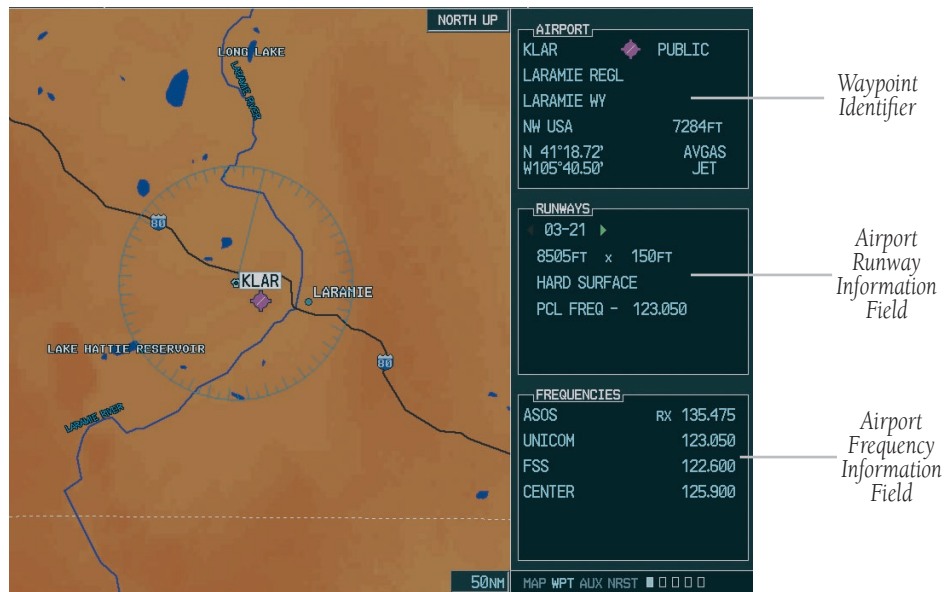 NORTH UP
LONG LAKE
LARAMIE RIVER
80
KLAR
LARAMIE
LAKE HATTIE RESERVOIR
80
LARAMIE RIVER
50NM
AIRPORT
KLAR PUBLIC
LARAMIE REGL
LARAMIE WY
NW USA 7284FT
N 41°18.72' AVGAS
W105°40.50' JET
RUNWAYS
03-21
8505FT x 150FT
HARD SURFACE
PCL FREQ - 123.050
FREQUENCIES
ASOS RX 135.475
UNICOM 123.050
FSS 122.600
CENTER 125.900
MAP WPT AUX NRST
Waypoint
Identifier
Airport
Runway
Information
Field
Airport
Frequency
Information
Field